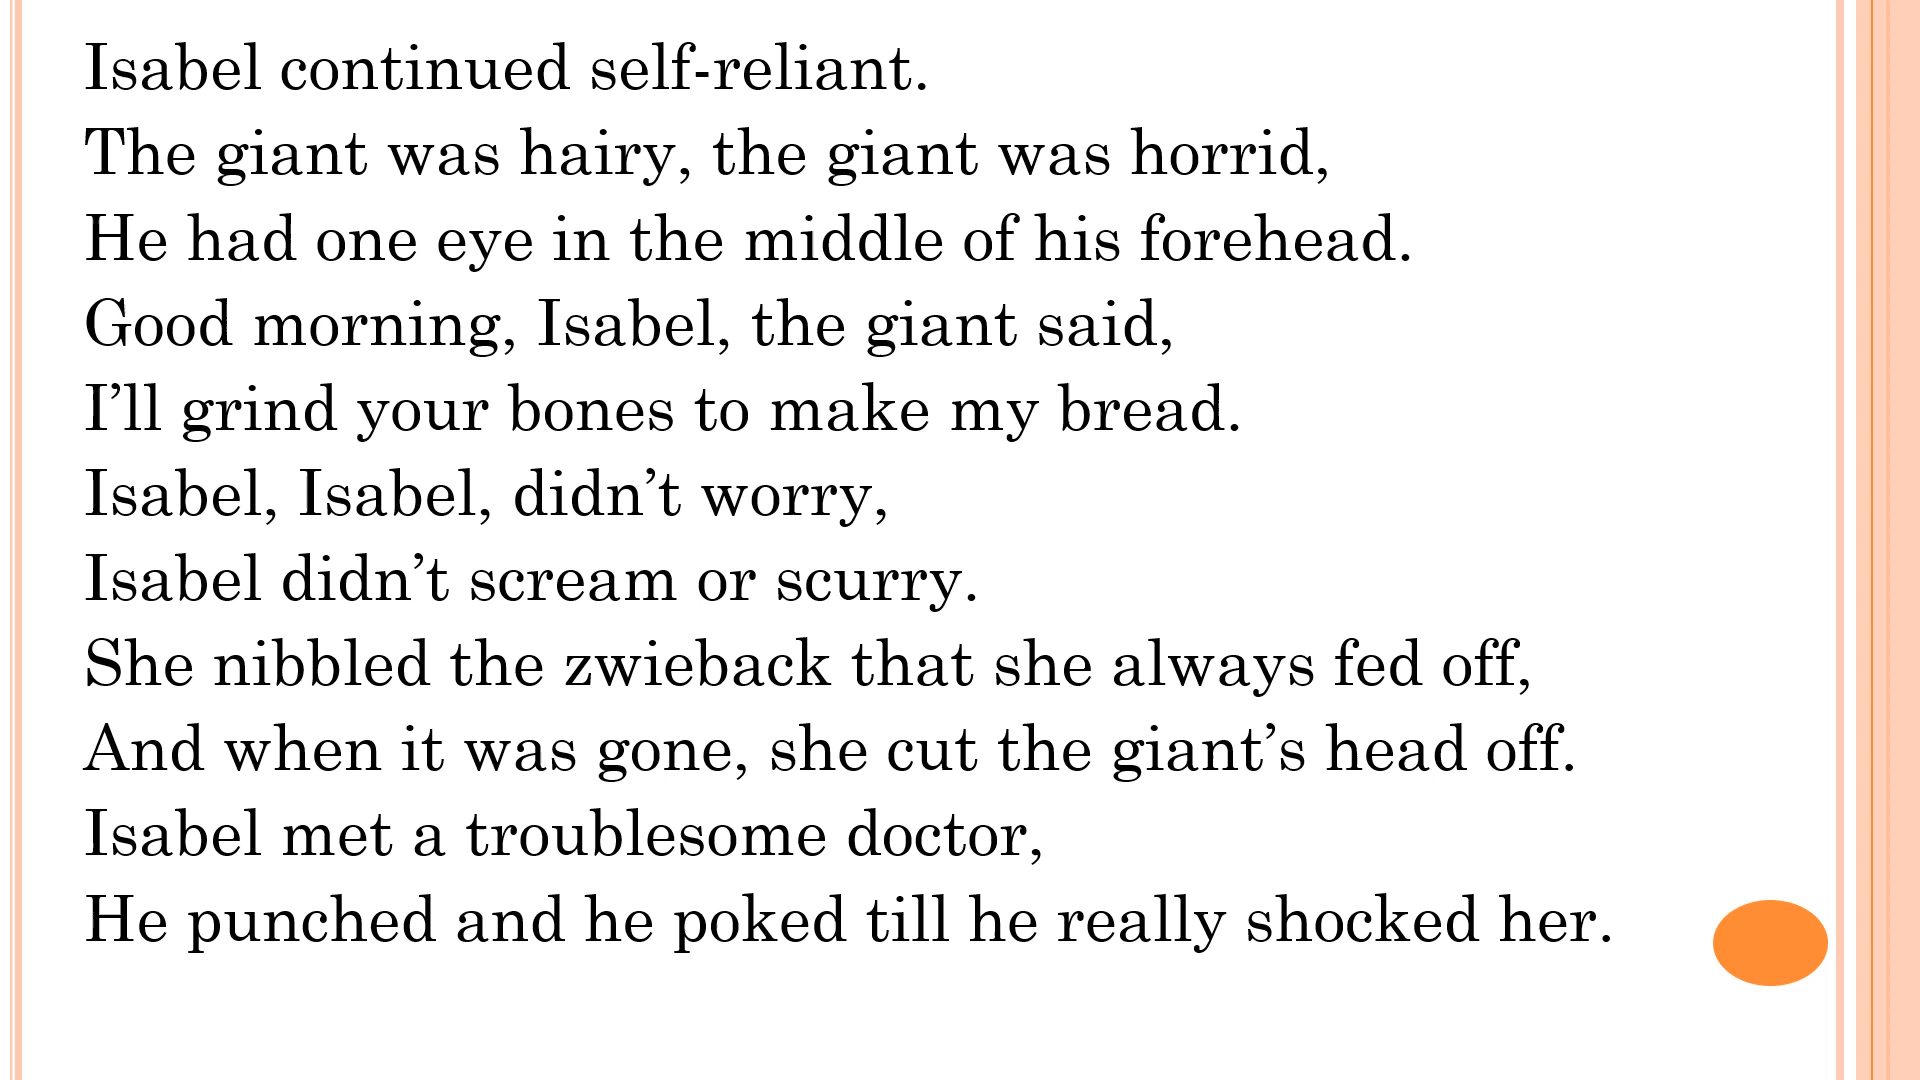 Isabel continued self-reliant.
The giant was hairy, the giant was horrid,
He had one eye in the middle of his forehead.
Good morning, Isabel, the giant said,
I’ll grind your bones to make my bread.
Isabel, Isabel, didn’t worry,
Isabel didn’t scream or scurry.
She nibbled the zwieback that she always fed off,
And when it was gone, she cut the giant’s head off.
Isabel met a troublesome doctor,
He punched and he poked till he really shocked her.